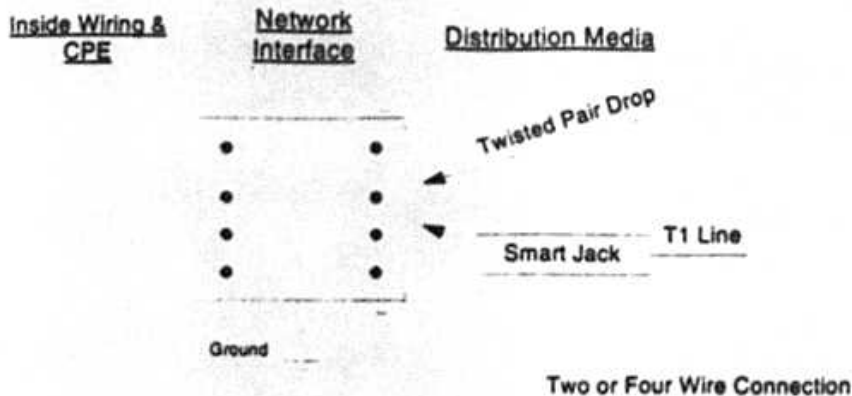 Inside Wiring &
CPE
Network
Interface
Distribution Media
Twisted Pair Drop
Smart Jack
T1 Line
Ground
Two or Four Wire Connection